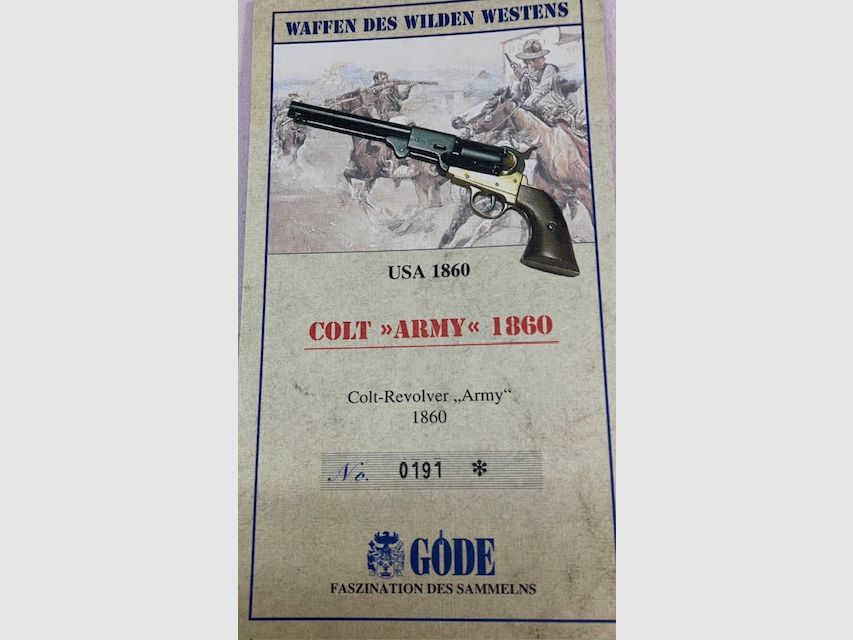 WAFFEN DES WILDEN WESTENS
USA 1860
COLT »ARMY« 1860
Colt-Revolver „Army“
1860
No. 0191 *
GÖDE
FASZINATION DES SAMMELNS